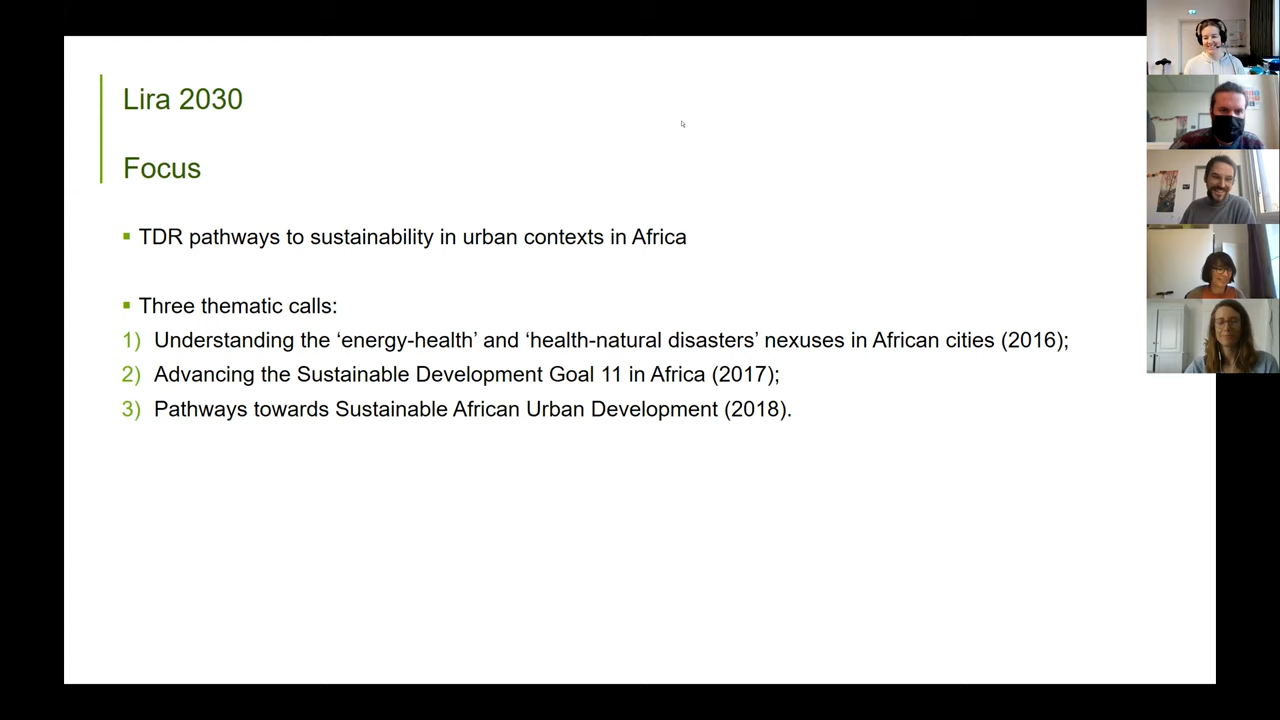 Lira 2030
Focus
▪ TDR pathways to sustainability in urban contexts in Africa
▪ Three thematic calls:
1) Understanding the ‘energy-health’ and ‘health-natural disasters’ nexuses in African cities (2016);
2) Advancing the Sustainable Development Goal 11 in Africa (2017);
3) Pathways towards Sustainable African Urban Development (2018).